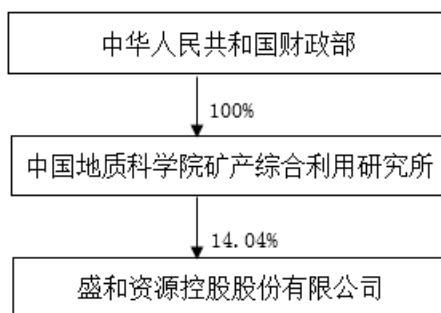 中华人民共和国财政部
100%
中国地质科学院矿产综合利用研究所
14.04%
盛和资源控股股份有限公司